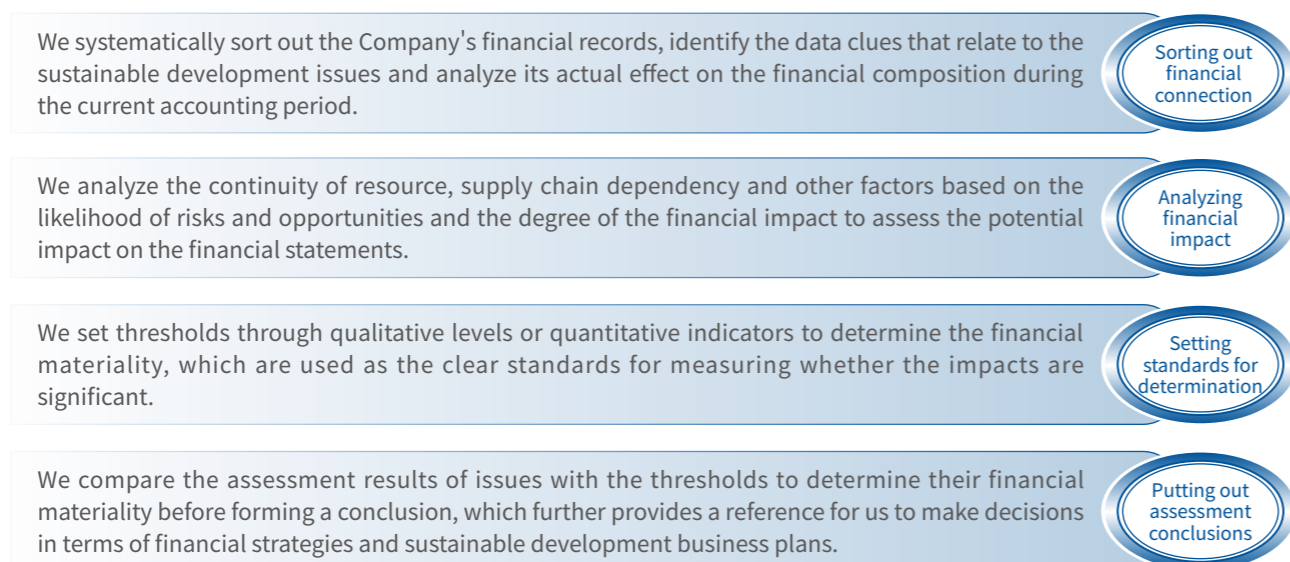 We systematically sort out the Company's financial records, identify the data clues that relate to the
sustainable development issues and analyze its actual effect on the financial composition during
the current accounting period.
Sorting out
financial
connection
We analyze the continuity of resource, supply chain dependency and other factors based on the
likelihood of risks and opportunities and the degree of the financial impact to assess the potential
impact on the financial statements.
Analyzing
financial
impact
We set thresholds through qualitative levels or quantitative indicators to determine the financial
materiality, which are used as the clear standards for measuring whether the impacts are
significant.
Setting
standards for
determination
We compare the assessment results of issues with the thresholds to determine their financial
materiality before forming a conclusion, which further provides a reference for us to make decisions
in terms of financial strategies and sustainable development business plans.
Putting out
assessment
conclusions